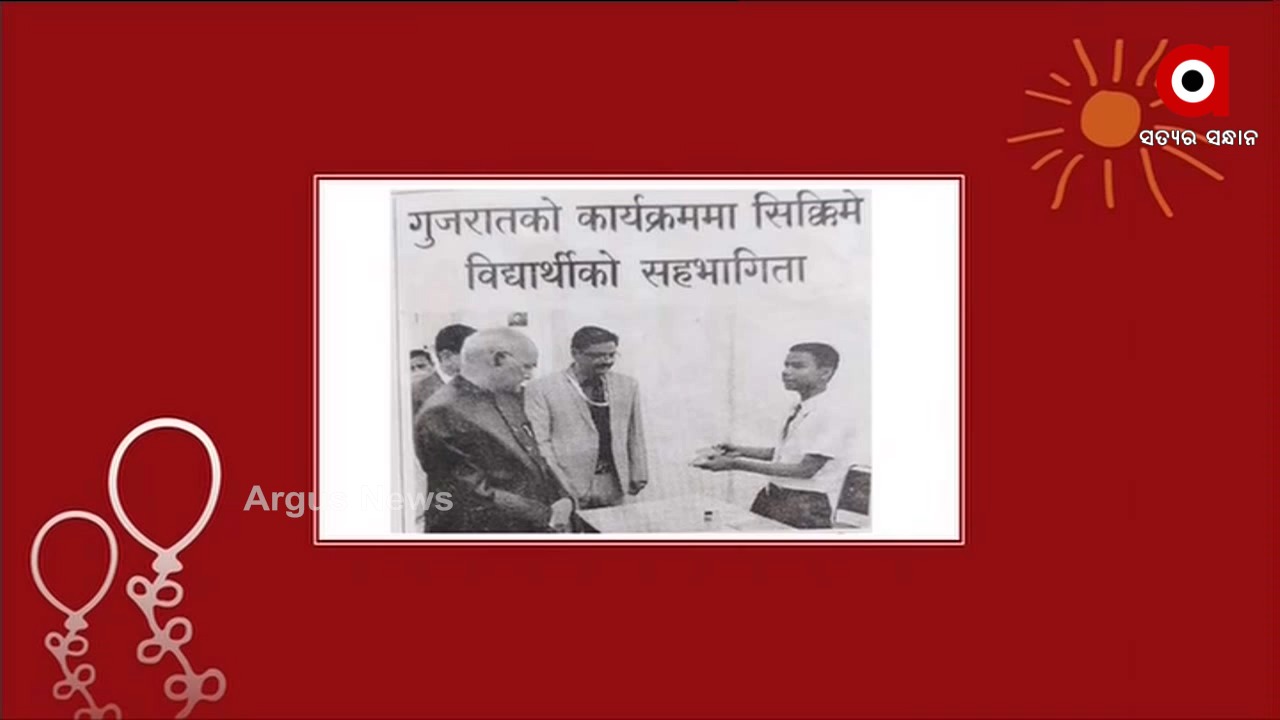 ସତ୍ୟର ସନ୍ଧାନ
गुजरातको कार्यक्रममा सिक्किमे
विद्यार्थीको सहभागिता
Argus News